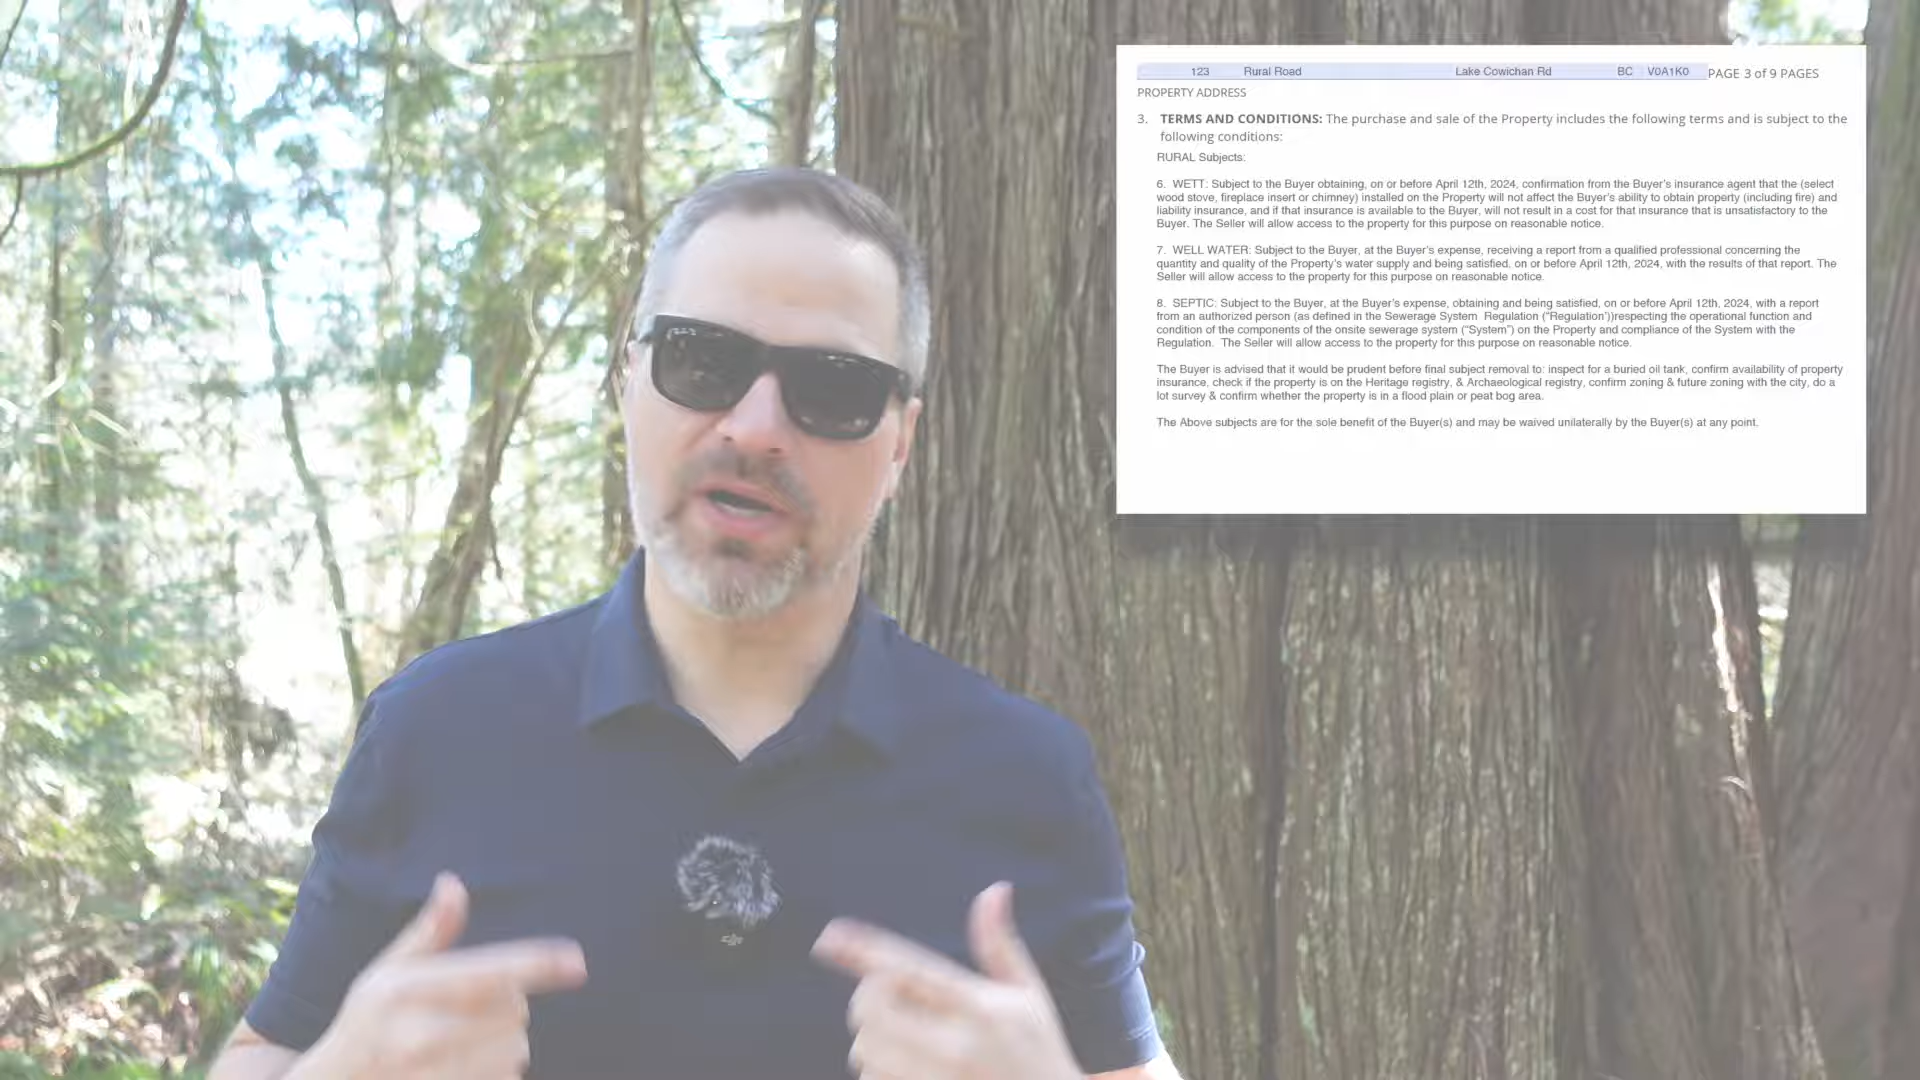 123 Rural Road Lake Cowichan Rd BC V0A1K0 PAGE 3 of 9 PAGES
PROPERTY ADDRESS
3. TERMS AND CONDITIONS: The purchase and sale of the Property includes the following terms and is subject to the
following conditions:
RURAL Subjects:
6. WETT: Subject to the Buyer obtaining, on or before April 12th, 2024, confirmation from the Buyer's insurance agent that the (select
wood stove, fireplace insert or chimney) installed on the Property will not affect the Buyer's ability to obtain property (including fire) and
liability insurance, and if that insurance is available to the Buyer, will not result in a cost for that insurance that is unsatisfactory to the
Buyer. The Seller will allow access to the property for this purpose on reasonable notice.
7. WELL WATER: Subject to the Buyer, at the Buyer's expense, receiving a report from a qualified professional concerning the
quantity and quality of the Property's water supply and being satisfied, on or before April 12th, 2024, with the results of that report. The
Seller will allow access to the property for this purpose on reasonable notice.
8. SEPTIC: Subject to the Buyer, at the Buyer's expense, obtaining and being satisfied, on or before April 12th, 2024, with a report
from an authorized person (as defined in the Sewerage System Regulation ("Regulation'))respecting the operational function and
condition of the components of the onsite sewerage system ("System") on the Property and compliance of the System with the
Regulation. The Seller will allow access to the property for this purpose on reasonable notice.
The Buyer is advised that it would be prudent before final subject removal to: inspect for a buried oil tank, confirm availability of property
insurance, check if the property is on the Heritage registry, & Archaeological registry, confirm zoning & future zoning with the city, do a
lot survey & confirm whether the property is in a flood plain or peat bog area.
The Above subjects are for the sole benefit of the Buyer(s) and may be waived unilaterally by the Buyer(s) at any point.
dji